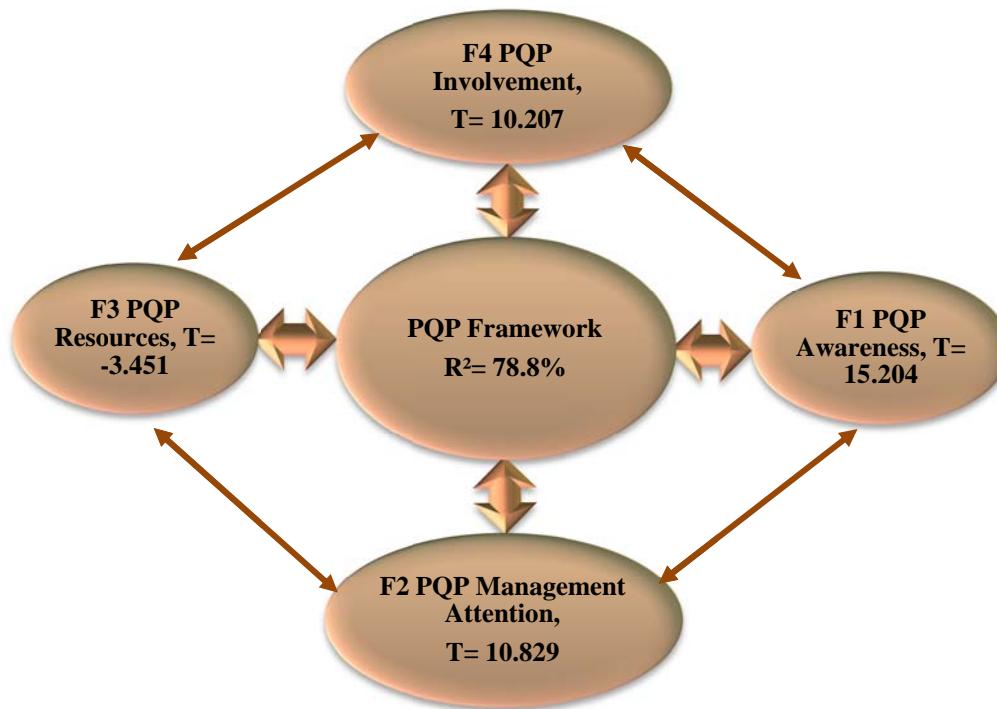 F4 PQP
Involvement,
T= 10.207
F3 PQP
Resources, T=
-3.451
PQP Framework
R²= 78.8%
F1 PQP
Awareness, T=
15.204
F2 PQP Management
Attention,
T= 10.829